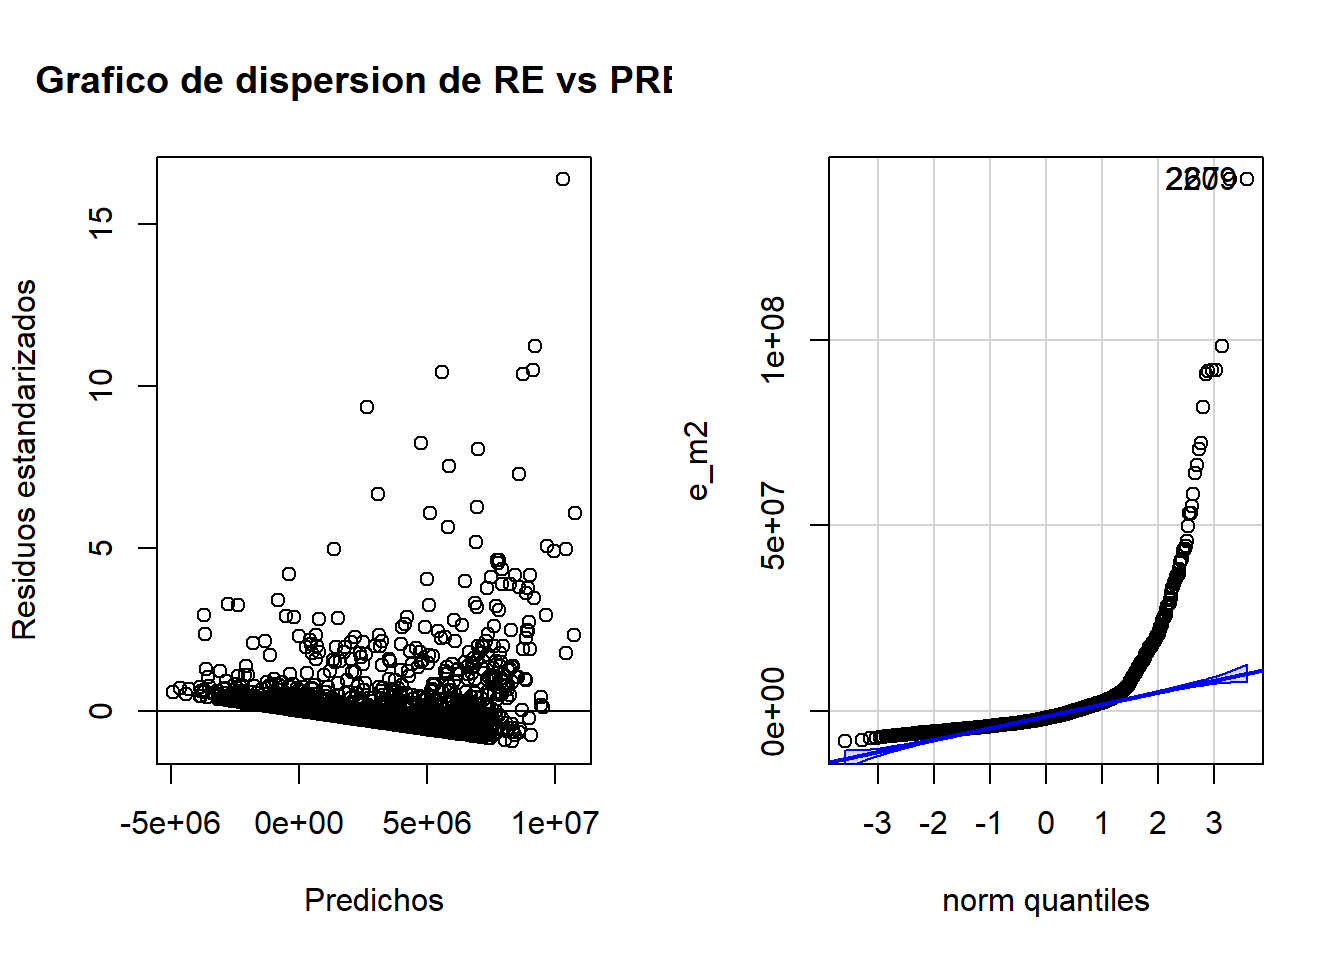 Grafico de dispersion de RE vs PRE
Residuos estandarizados
15
10
5
0
-5e+06 0e+00 5e+06 1e+07
Predichos
e_m2
1e+08
5e+07
0e+00
-3 -2 -1 0 1 2 3
norm quantiles